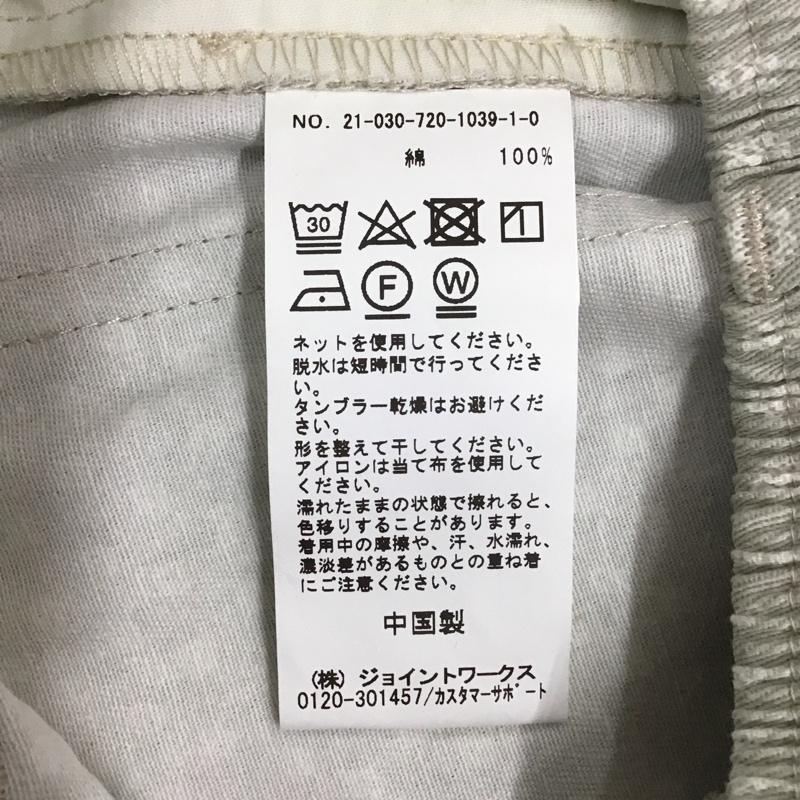 NO. 21-030-720-1039-1-0
綿 100%
30
F W
ネットを使用してください。
脱水は短時間で行ってくださ
い。
タンブラー乾燥はお避けくだ
さい。
形を整えて干してください。
アイロンは当て布を使用して
ください。
濡れたままの状態で擦れると、
色移りすることがあります。
着用中の摩擦や、汗、水濡れ、
濃淡差があるものとの重ね着
にご注意ください。
中国製
(株) ジョイントワークス
0120-301457/カスタマーサポート